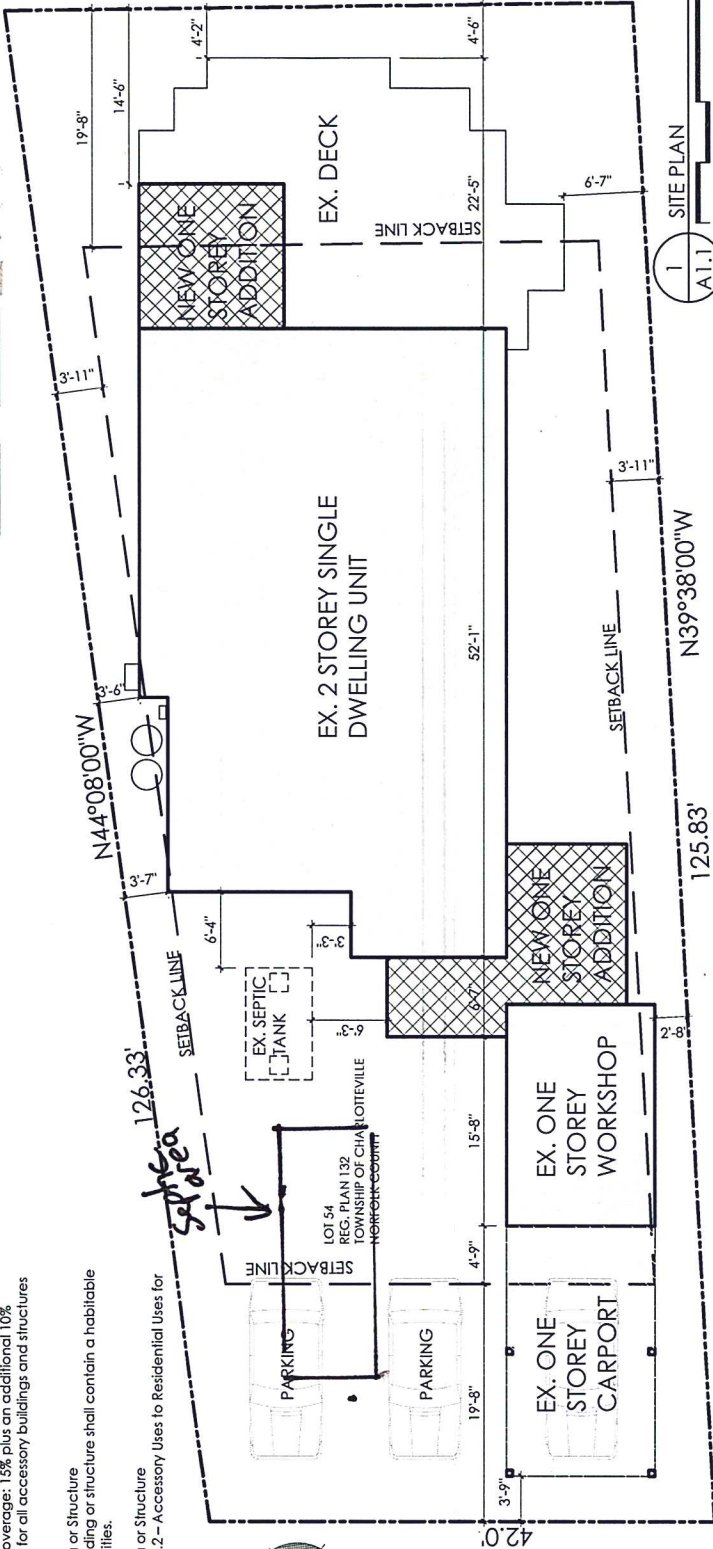 overage: 15% plus an additional 10%
for all accessory buildings and structures
or Structure
ding or structure shall contain a habitable
ities.
or Structure
.2 – Accessory Uses to Residential Uses for
N44°08'00"W
126.33'
SETBACK LINE
septic
area
3'-7"
3'-6"
3'-11"
19'-8"
14'-6"
4'-2"
4'-6"
NEW ONE
STOREY
ADDITION
EX. DECK
SETBACK LINE
22'-5"
6'-7"
EX. 2 STOREY SINGLE
DWELLING UNIT
52'-1"
6'-4"
3'-3"
EX. SEPTIC
TANK
6'-3"
6'-7"
LOT 54
REG. PLAN 132
TOWNSHIP OF CHARLOTTEVILLE
NORFOLK COUNTY
SETBACK LINE
PARKING
PARKING
19'-8"
4'-9"
15'-8"
NEW ONE
STOREY
ADDITION
EX. ONE
STOREY
WORKSHOP
EX. ONE
STOREY
CARPORT
3'-9"
42.0'
2'-8"
SETBACK LINE
3'-11"
N39°38'00"W
125.83'
1
A1.1
SITE PLAN